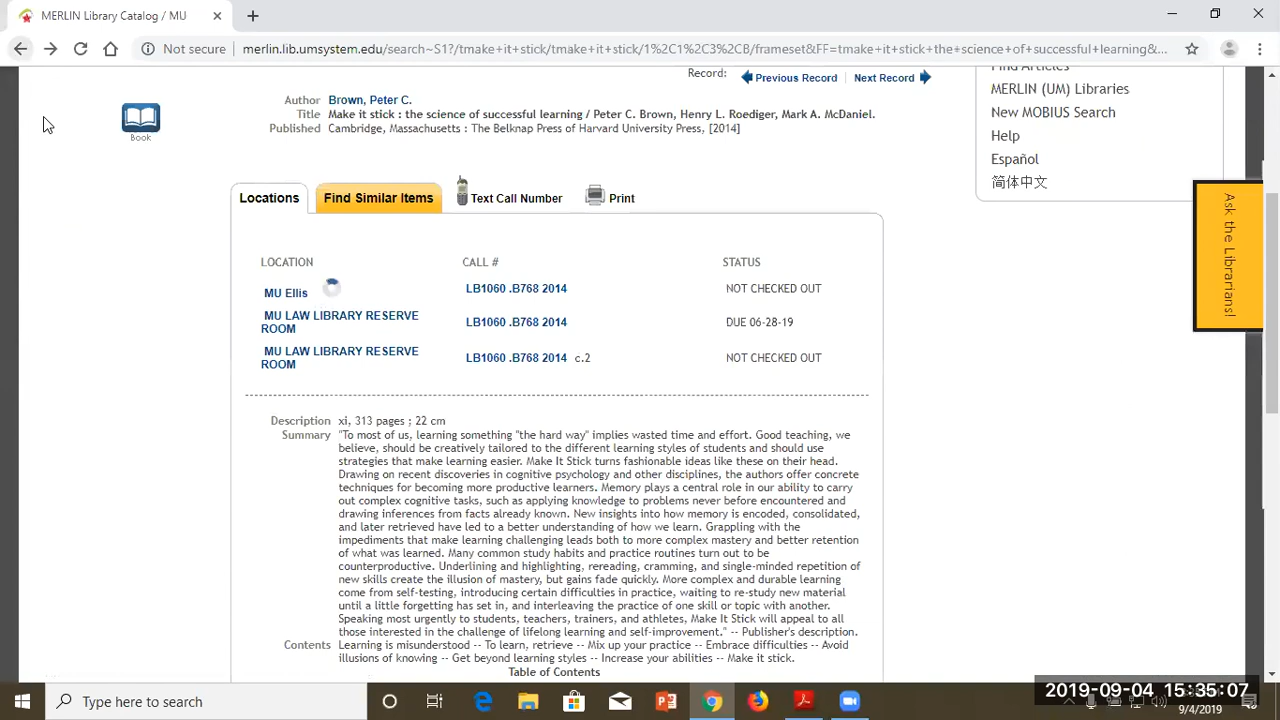 MERLIN Library Catalog / MU
Not secure merlin.lib.umsystem.edu/search~S1?/tmake+it+stick/tmake+it+stick/1%2C1%2C3%2CB/frameset&FF=tmake+it+stick+the+science+of+successful+learning&...
Find Articles
Record: Previous Record Next Record
MERLIN (UM) Libraries
New MOBIUS Search
Help
Español
简体中文
Ask the Librarians!
Book
Author Brown, Peter C.
Title Make it stick : the science of successful learning / Peter C. Brown, Henry L. Roediger, Mark A. McDaniel.
Published Cambridge, Massachusetts : The Belknap Press of Harvard University Press, [2014]
Locations Find Similar Items Text Call Number Print
LOCATION CALL # STATUS
MU Ellis LB1060 .B768 2014 NOT CHECKED OUT
MU LAW LIBRARY RESERVE ROOM LB1060 .B768 2014 DUE 06-28-19
MU LAW LIBRARY RESERVE ROOM LB1060 .B768 2014 c.2 NOT CHECKED OUT
Description xi, 313 pages ; 22 cm
Summary "To most of us, learning something "the hard way" implies wasted time and effort. Good teaching, we
believe, should be creatively tailored to the different learning styles of students and should use
strategies that make learning easier. Make It Stick turns fashionable ideas like these on their head.
Drawing on recent discoveries in cognitive psychology and other disciplines, the authors offer concrete
techniques for becoming more productive learners. Memory plays a central role in our ability to carry
out complex cognitive tasks, such as applying knowledge to problems never before encountered and
drawing inferences from facts already known. New insights into how memory is encoded, consolidated,
and later retrieved have led to a better understanding of how we learn. Grappling with the
impediments that make learning challenging leads both to more complex mastery and better retention
of what was learned. Many common study habits and practice routines turn out to be
counterproductive. Underlining and highlighting, rereading, cramming, and single-minded repetition of
new skills create the illusion of mastery, but gains fade quickly. More complex and durable learning
come from self-testing, introducing certain difficulties in practice, waiting to re-study new material
until a little forgetting has set in, and interleaving the practice of one skill or topic with another.
Speaking most urgently to students, teachers, trainers, and athletes, Make It Stick will appeal to all
those interested in the challenge of lifelong learning and self-improvement." -- Publisher's description.
Contents Learning is misunderstood -- To learn, retrieve -- Mix up your practice -- Embrace difficulties -- Avoid
illusions of knowing -- Get beyond learning styles -- Increase your abilities -- Make it stick.
Table of Contents
Type here to search
2019-09-04 15:35:07
9/4/2019